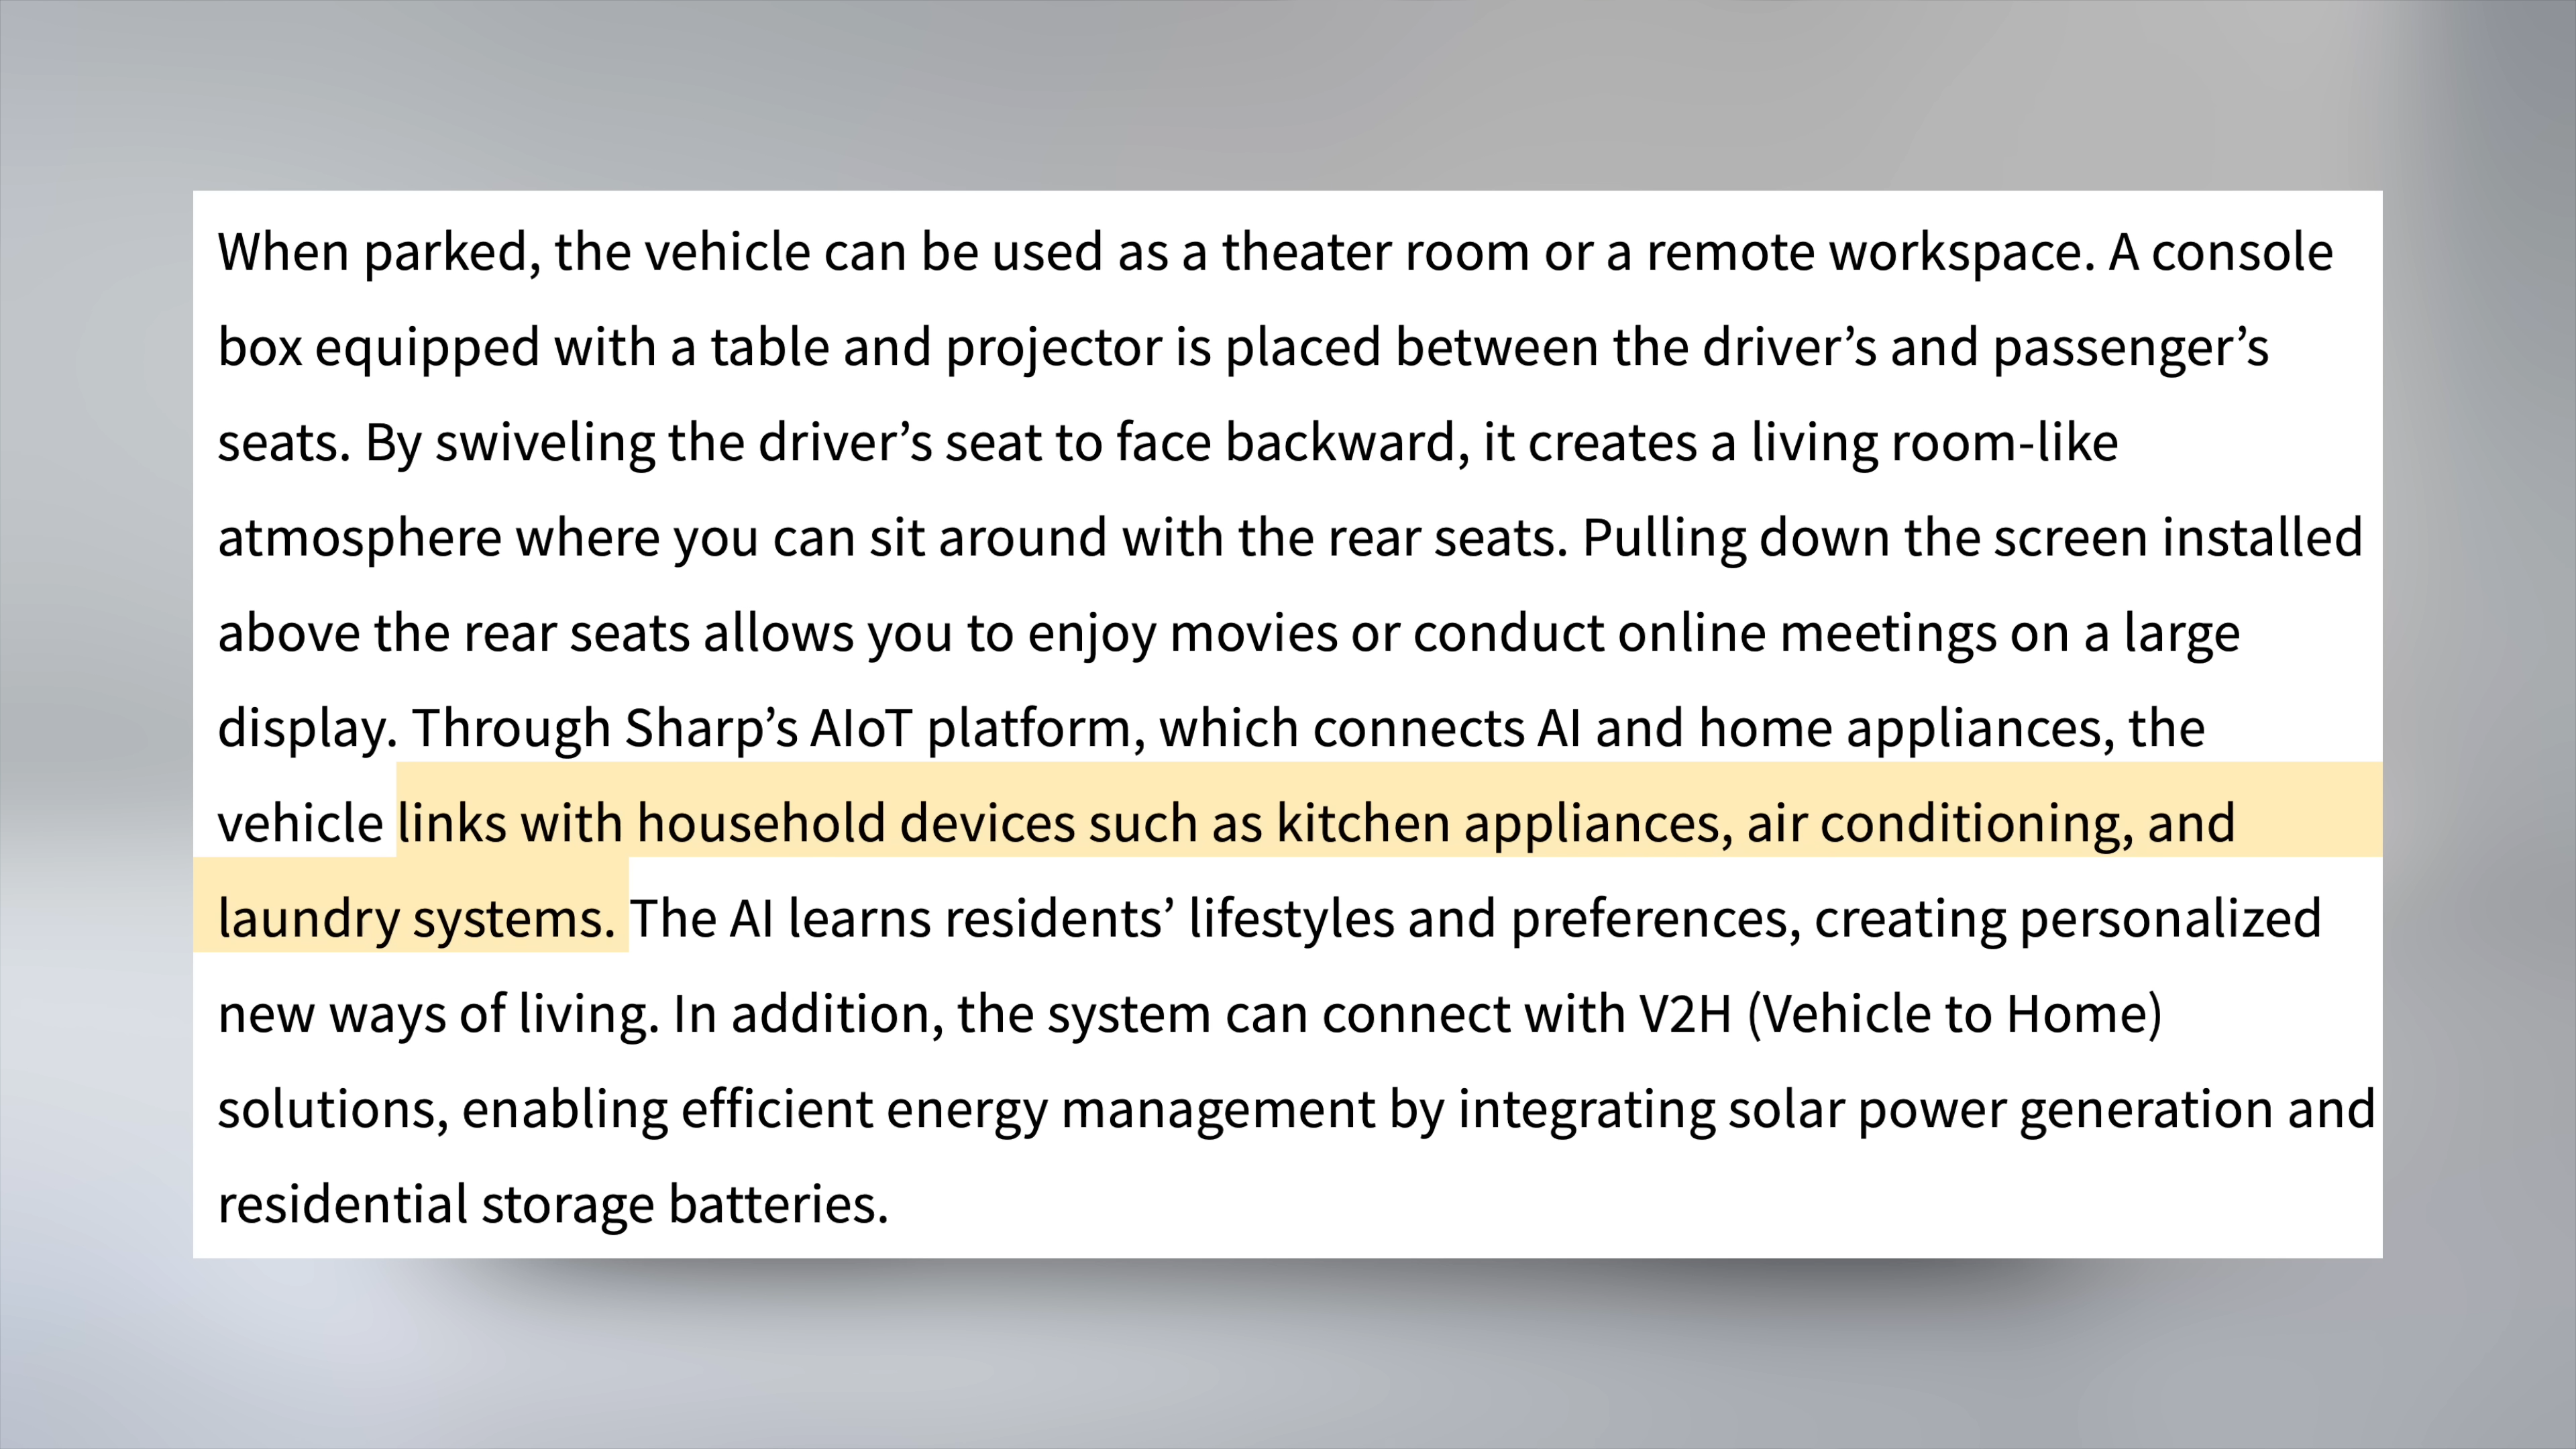 When parked, the vehicle can be used as a theater room or a remote workspace. A console
box equipped with a table and projector is placed between the driver’s and passenger’s
seats. By swiveling the driver’s seat to face backward, it creates a living room-like
atmosphere where you can sit around with the rear seats. Pulling down the screen installed
above the rear seats allows you to enjoy movies or conduct online meetings on a large
display. Through Sharp’s AIoT platform, which connects AI and home appliances, the
vehicle links with household devices such as kitchen appliances, air conditioning, and
laundry systems. The AI learns residents’ lifestyles and preferences, creating personalized
new ways of living. In addition, the system can connect with V2H (Vehicle to Home)
solutions, enabling efficient energy management by integrating solar power generation and
residential storage batteries.